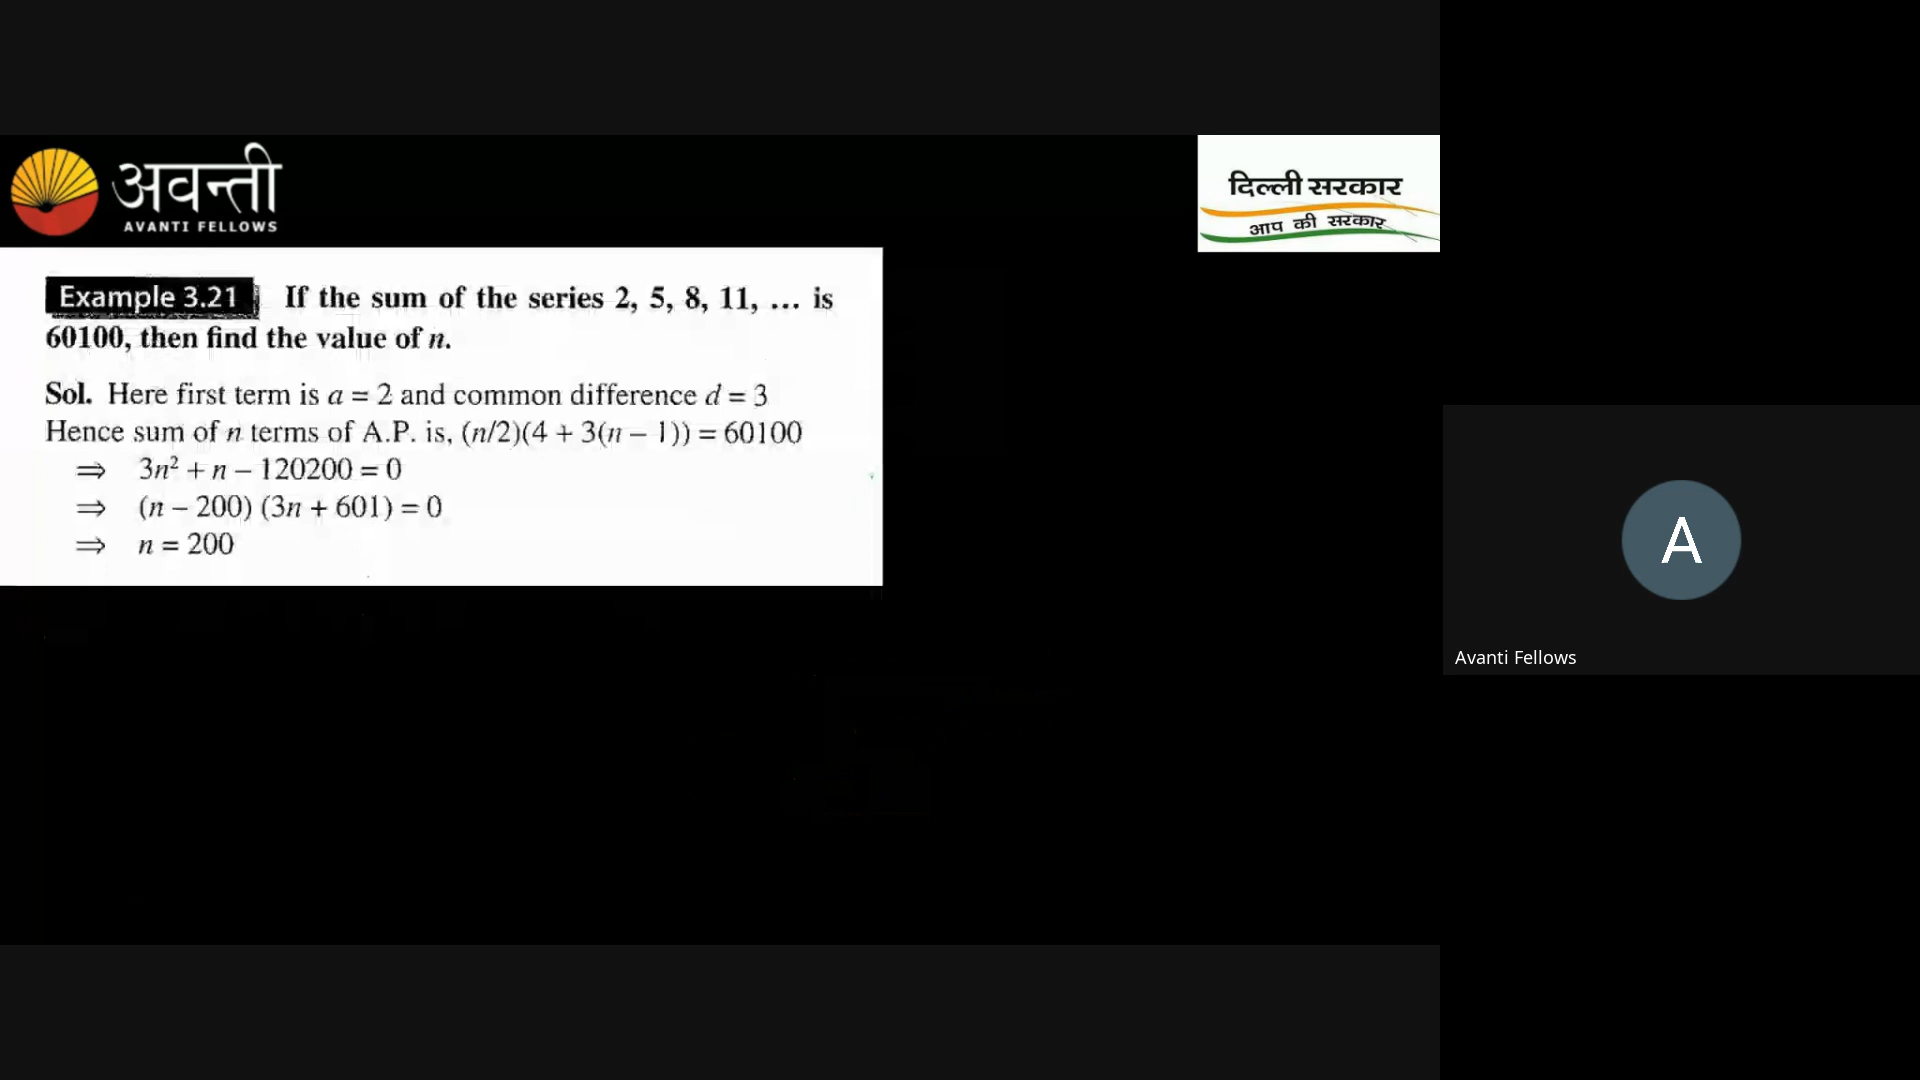 अवन्ती
AVANTI FELLOWS
दिल्ली सरकार
आप की सरकार
Example 3.21 If the sum of the series 2, 5, 8, 11, ... is
60100, then find the value of n.
Sol. Here first term is a = 2 and common difference d = 3
Hence sum of n terms of A.P. is, (n/2)(4 + 3(n – 1)) = 60100
⇒ 3n² + n – 120200 = 0
⇒ (n – 200) (3n + 601) = 0
⇒ n = 200
A
Avanti Fellows